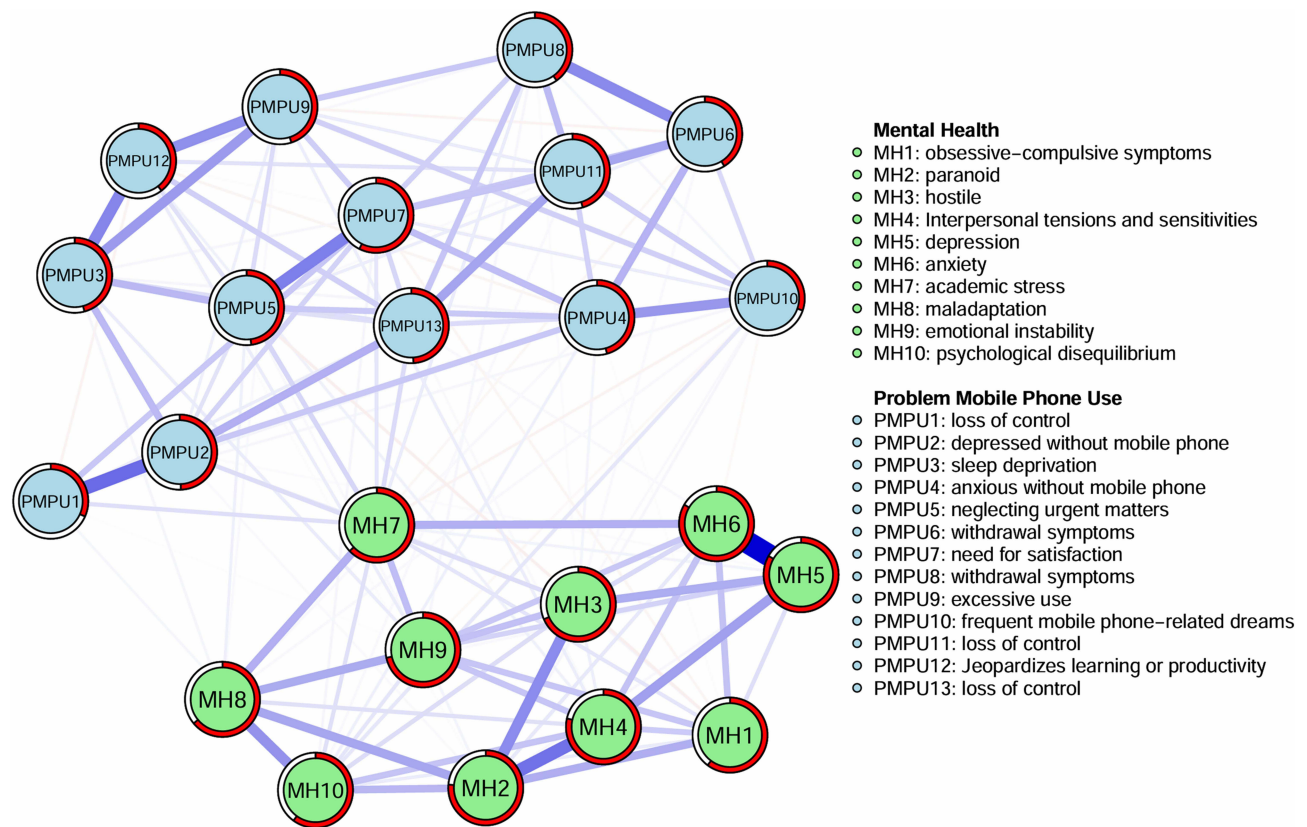 PMPU8
PMPU9
PMPU6
PMPU12
PMPU11
PMPU7
PMPU3
PMPU5
PMPU10
PMPU4
PMPU13
PMPU2
PMPU1
MH7
MH6
MH5
MH3
MH9
MH8
MH4
MH1
MH10
MH2
Mental Health
MH1: obsessive−compulsive symptoms
MH2: paranoid
MH3: hostile
MH4: Interpersonal tensions and sensitivities
MH5: depression
MH6: anxiety
MH7: academic stress
MH8: maladaptation
MH9: emotional instability
MH10: psychological disequilibrium
Problem Mobile Phone Use
PMPU1: loss of control
PMPU2: depressed without mobile phone
PMPU3: sleep deprivation
PMPU4: anxious without mobile phone
PMPU5: neglecting urgent matters
PMPU6: withdrawal symptoms
PMPU7: need for satisfaction
PMPU8: withdrawal symptoms
PMPU9: excessive use
PMPU10: frequent mobile phone−related dreams
PMPU11: loss of control
PMPU12: Jeopardizes learning or productivity
PMPU13: loss of control